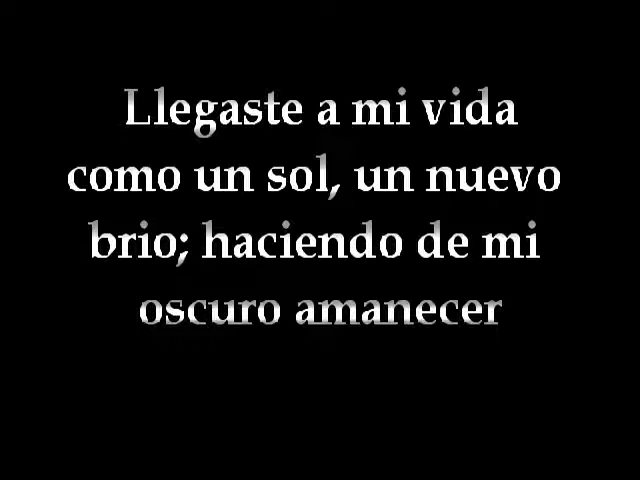 Llegaste a mi vida
como un sol, un nuevo
brio; haciendo de mi
oscuro amanecer